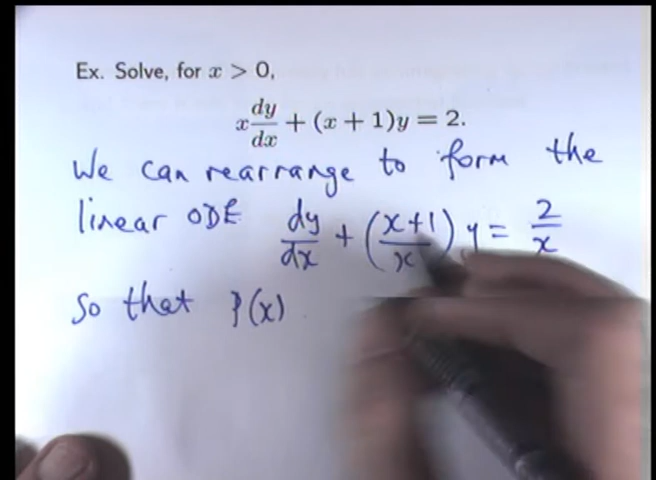 Ex. Solve, for x > 0,
x dy/dx + (x + 1)y = 2.
We can rearrange to form the
linear ODE dy/dx + (x+1/x) y = 2/x
So that p(x)